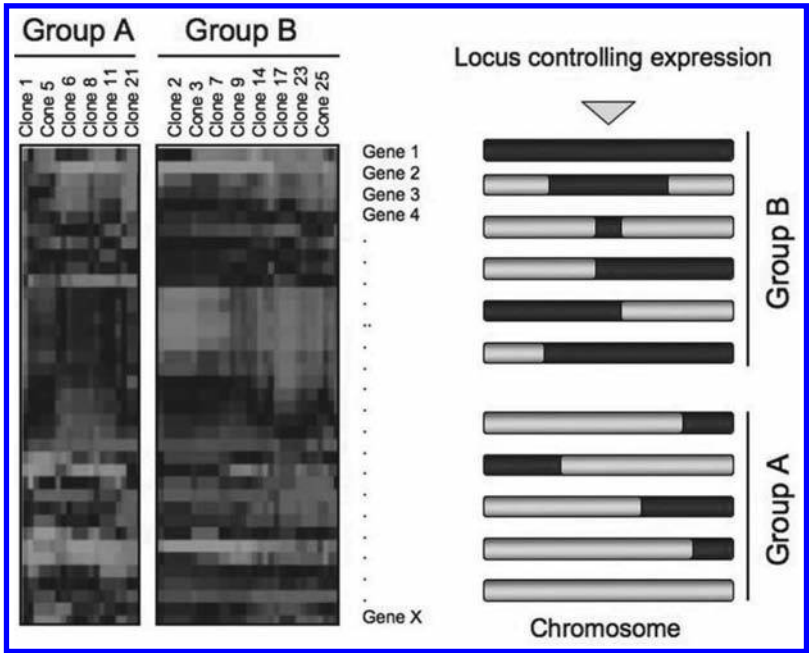 Group A
Group B
Clone 1
Cone 5
Clone 6
Clone 8
Clone 11
Clone 21
Clone 2
Cone 3
Clone 7
Clone 9
Clone 14
Clone 17
Clone 23
Cone 25
Gene 1
Gene 2
Gene 3
Gene 4
Gene X
Locus controlling expression
Group B
Group A
Chromosome